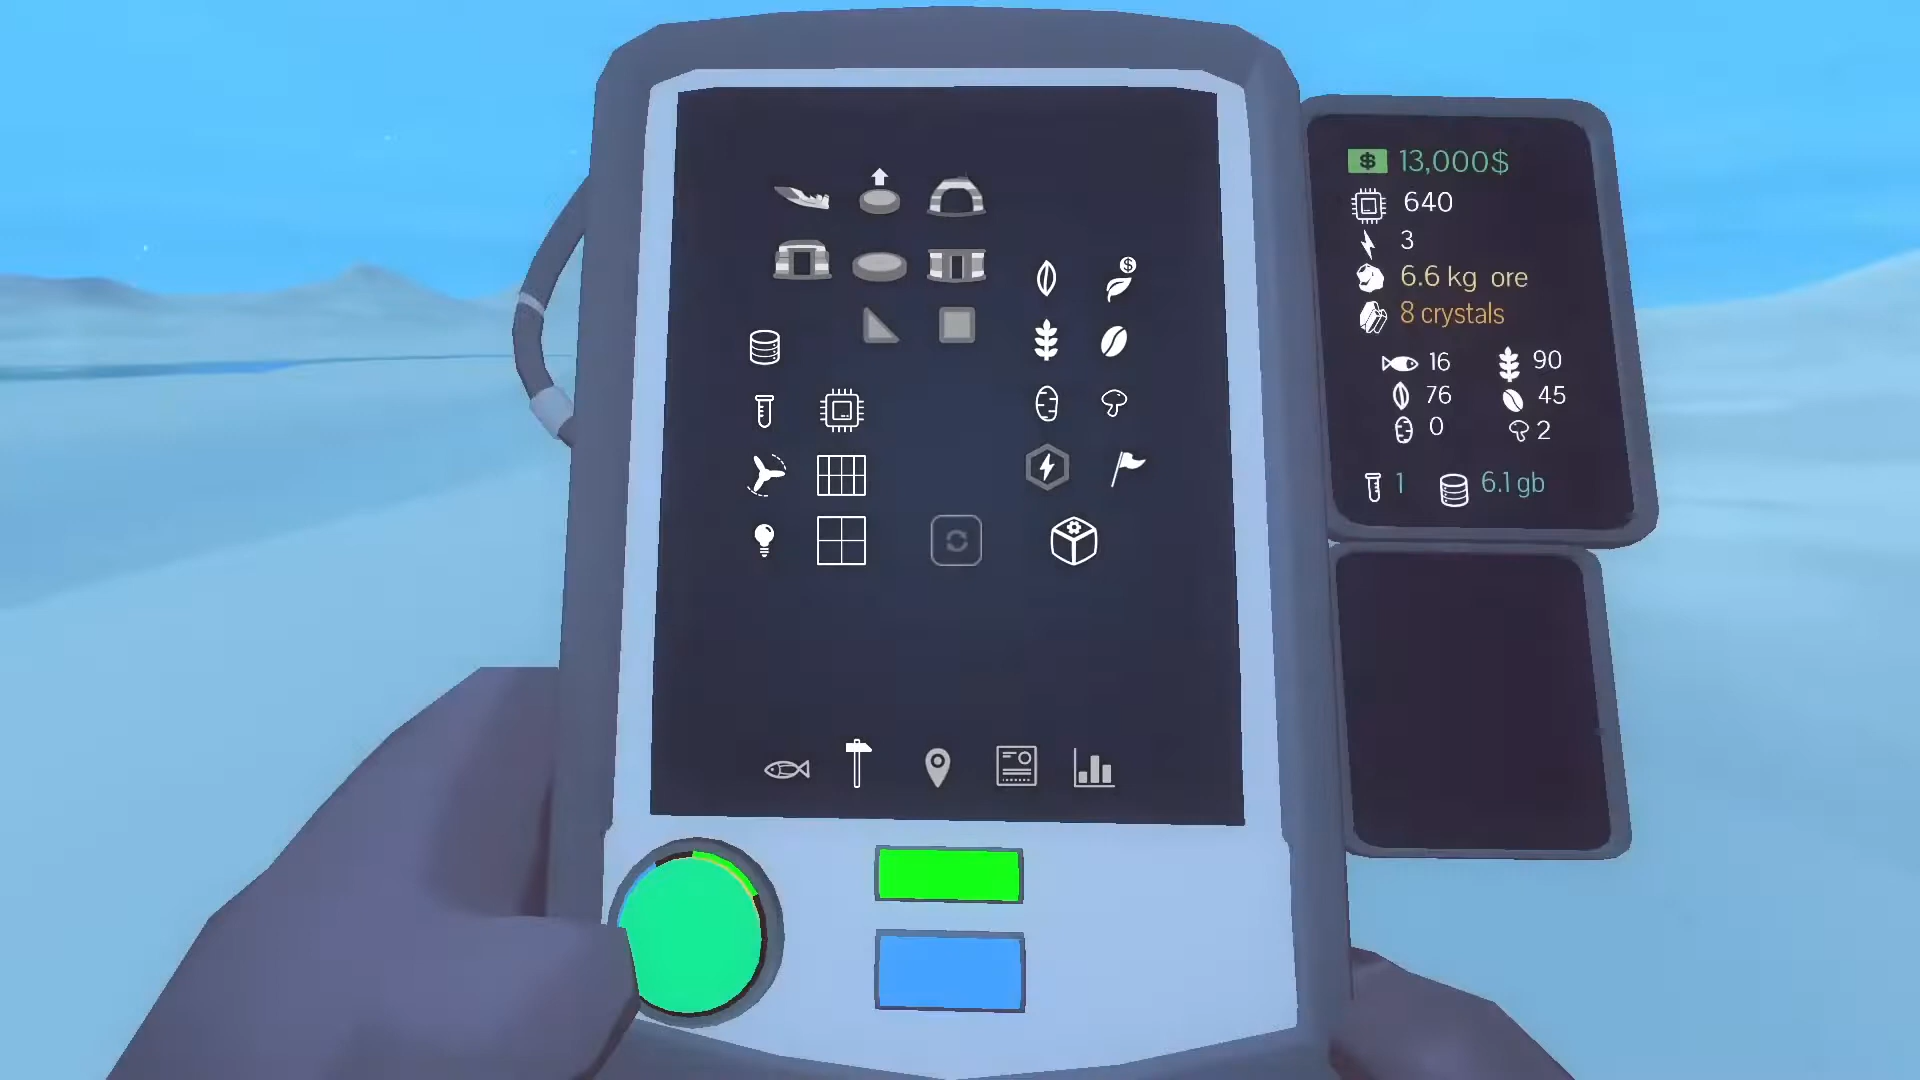 $ 13,000$
640
3
6.6 kg ore
8 crystals
16 90
76 45
0 2
1 6.1 gb
$